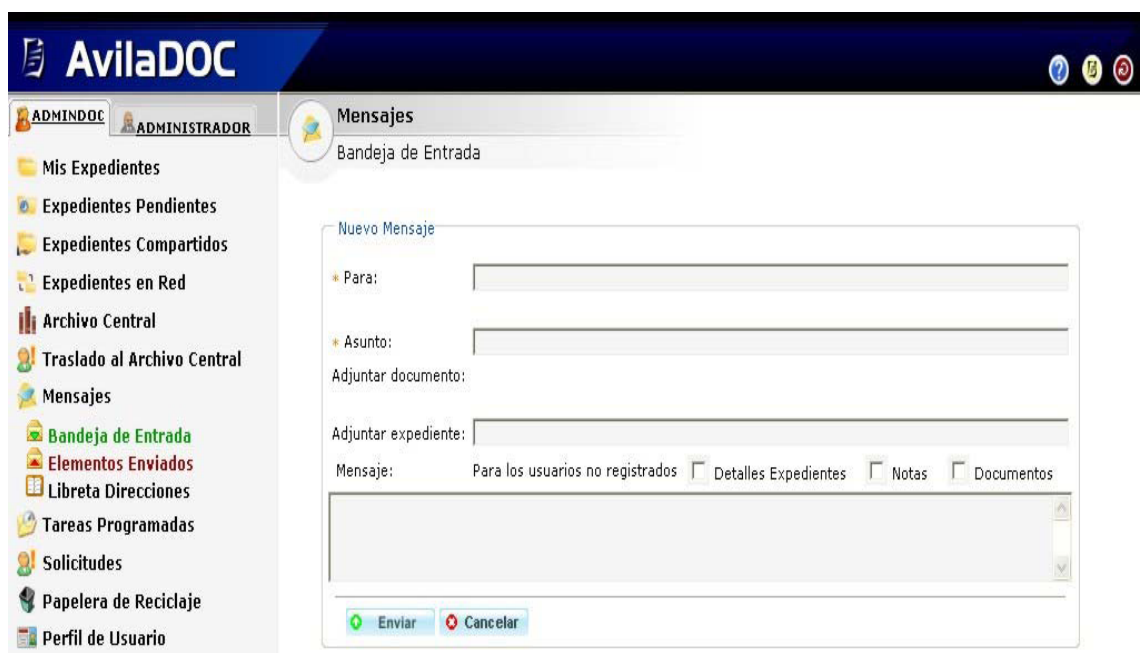 AvilaDOC
ADMINDOC
ADMINISTRADOR
Mis Expedientes
Expedientes Pendientes
Expedientes Compartidos
Expedientes en Red
Archivo Central
Traslado al Archivo Central
Mensajes
Bandeja de Entrada
Elementos Enviados
Libreta Direcciones
Tareas Programadas
Solicitudes
Papelera de Reciclaje
Perfil de Usuario
Mensajes
Bandeja de Entrada
Nuevo Mensaje
* Para:
* Asunto:
Adjuntar documento:
Adjuntar expediente:
Mensaje: Para los usuarios no registrados Detalles Expedientes Notas Documentos
Enviar Cancelar